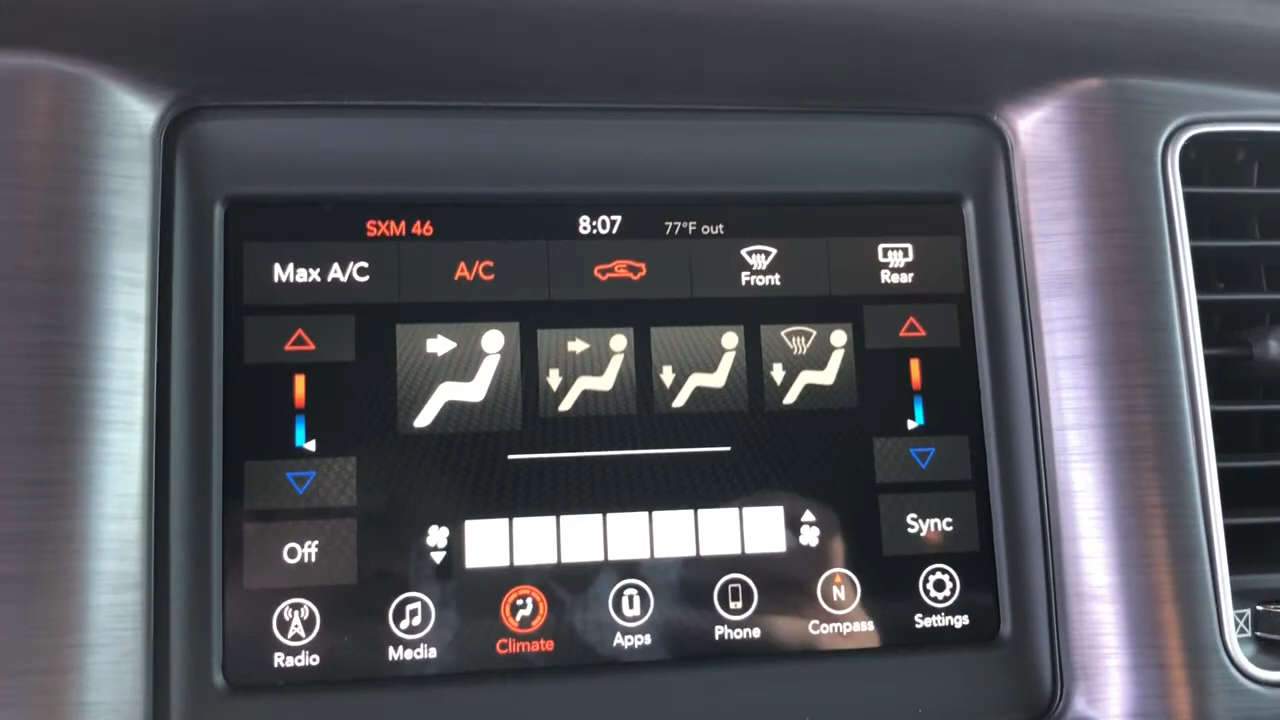 SXM 46 8:07 77°F out
Max A/C A/C Front Rear
Off Sync
Radio Media Climate Apps Phone N Compass Settings